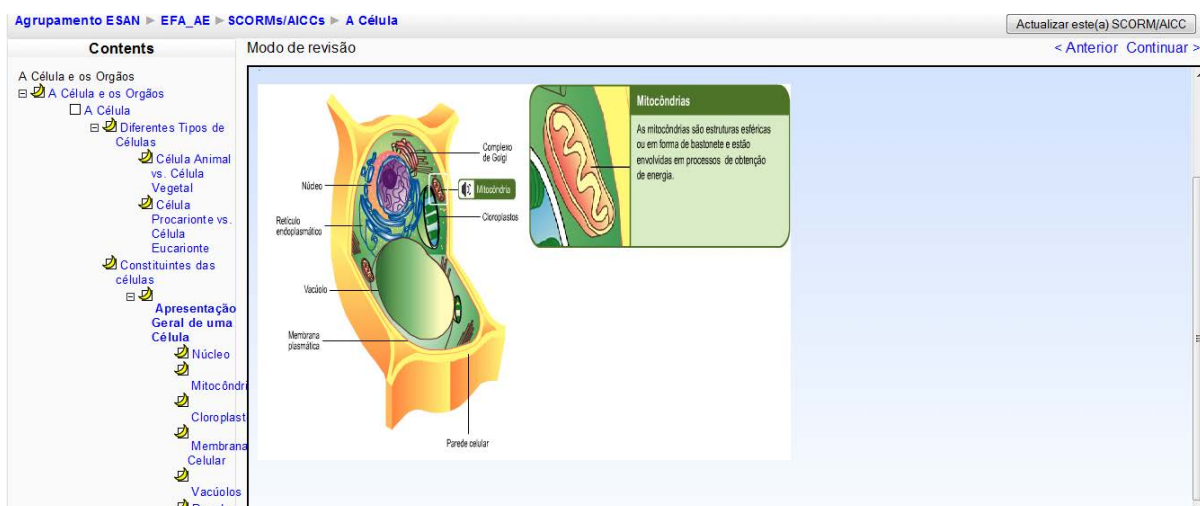 Agrupamento ESAN ► EFA_AE ► SCORMs/AICCs ► A Célula
Actualizar este(a) SCORM/AICC
Contents
Modo de revisão
< Anterior Continuar >
A Célula e os Orgãos
A Célula e os Orgãos
A Célula
Diferentes Tipos de
Células
Célula Animal
vs. Célula
Vegetal
Célula
Procarionte vs.
Célula
Eucarionte
Constituintes das
células
Apresentação
Geral de uma
Célula
Núcleo
Mitocôndri
Cloroplast
Membrana
Celular
Vacúolos
Complexo
de Golgi
Núcleo
Mitocôndria
Cloroplastos
Retículo
endoplasmático
Vacúolo
Membrana
plasmática
Parede celular
Mitocôndrias
As mitocôndrias são estruturas esféricas
ou em forma de bastonete e estão
envolvidas em processos de obtenção
de energia.